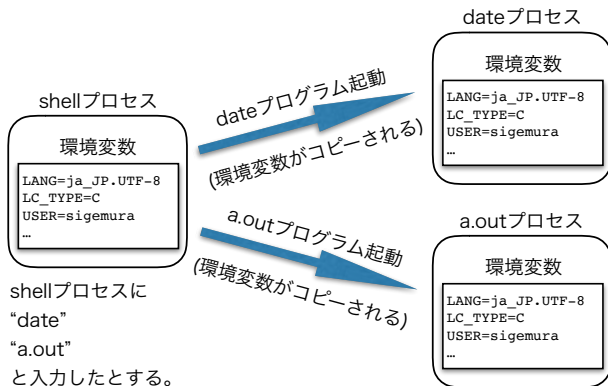 shellプロセス
環境変数
LANG=ja_JP.UTF-8
LC_TYPE=C
USER=sigemura
…
shellプロセスに
“date”
“a.out”
と入力したとする。
dateプログラム起動
(環境変数がコピーされる)
a.outプログラム起動
(環境変数がコピーされる)
dateプロセス
環境変数
LANG=ja_JP.UTF-8
LC_TYPE=C
USER=sigemura
…
a.outプロセス
環境変数
LANG=ja_JP.UTF-8
LC_TYPE=C
USER=sigemura
…